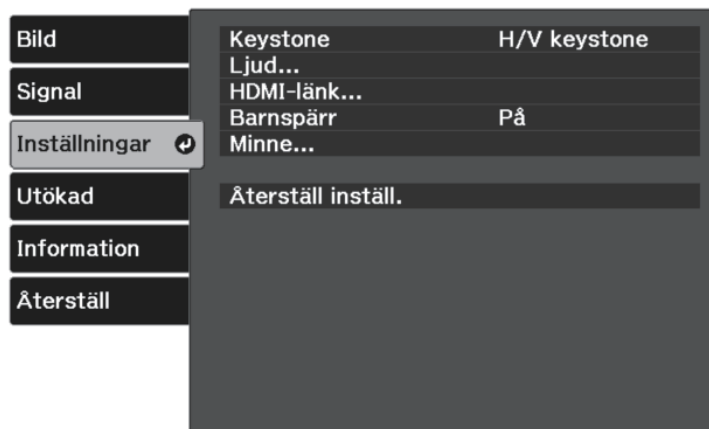 Bild
Signal
Inställningar
Utökad
Information
Återställ
Keystone H/V keystone
Ljud...
HDMI-länk...
Barnspärr På
Minne...
Återställ inställ.